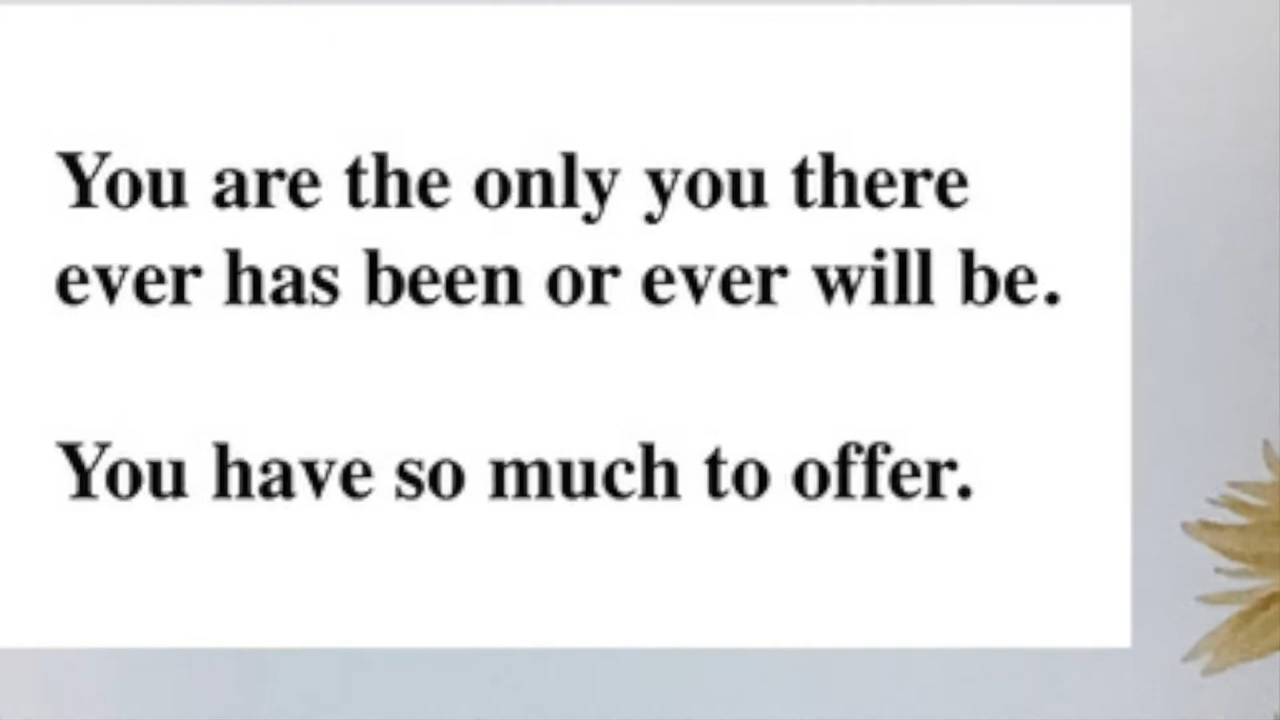 You are the only you there
ever has been or ever will be.
You have so much to offer.